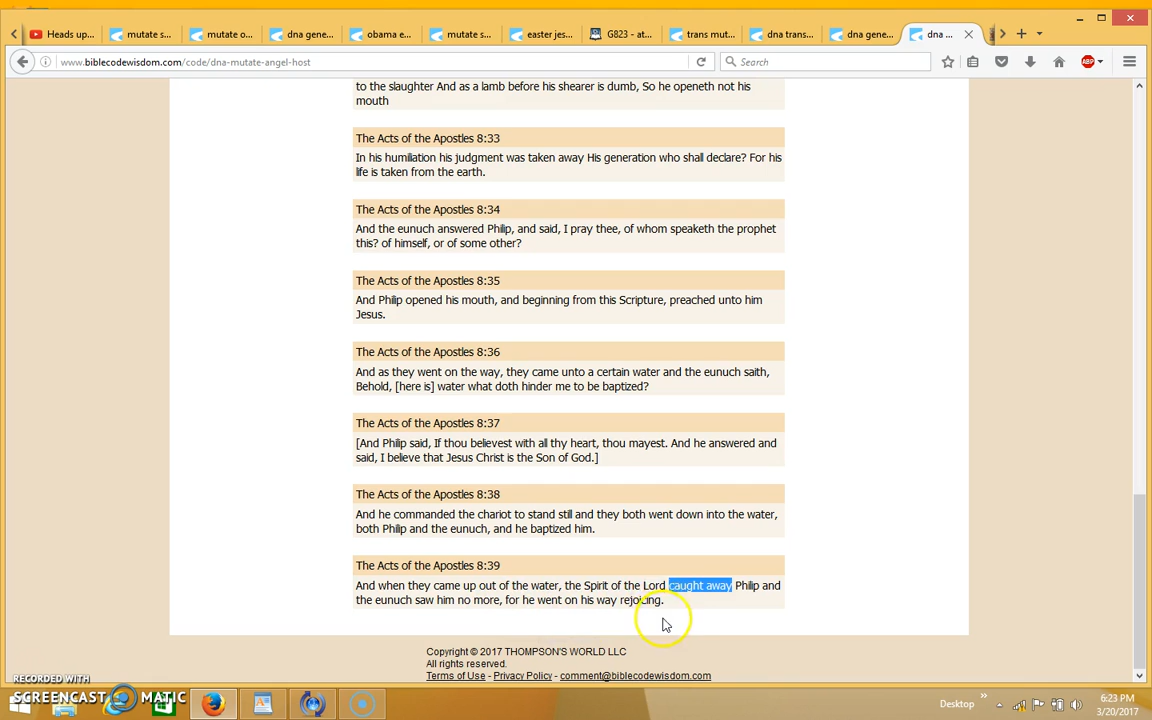 Heads up...
mutate s...
mutate o...
dna gene...
obama e...
mutate s...
easter jes...
G823 - at...
trans mut...
dna trans...
dna gene...
dna ...
www.biblecodewisdom.com/code/dna-mutate-angel-host
Search
ABP
to the slaughter And as a lamb before his shearer is dumb, So he openeth not his
mouth
The Acts of the Apostles 8:33
In his humiliation his judgment was taken away His generation who shall declare? For his
life is taken from the earth.
The Acts of the Apostles 8:34
And the eunuch answered Philip, and said, I pray thee, of whom speaketh the prophet
this? of himself, or of some other?
The Acts of the Apostles 8:35
And Philip opened his mouth, and beginning from this Scripture, preached unto him
Jesus.
The Acts of the Apostles 8:36
And as they went on the way, they came unto a certain water and the eunuch saith,
Behold, [here is] water what doth hinder me to be baptized?
The Acts of the Apostles 8:37
[And Philip said, If thou believest with all thy heart, thou mayest. And he answered and
said, I believe that Jesus Christ is the Son of God.]
The Acts of the Apostles 8:38
And he commanded the chariot to stand still and they both went down into the water,
both Philip and the eunuch, and he baptized him.
The Acts of the Apostles 8:39
And when they came up out of the water, the Spirit of the Lord caught away Philip and
the eunuch saw him no more, for he went on his way rejoicing.
Copyright © 2017 THOMPSON'S WORLD LLC
All rights reserved.
Terms of Use - Privacy Policy - comment@biblecodewisdom.com
RECORDED WITH
SCREENCAST MATIC
Desktop
6:23 PM
3/20/2017